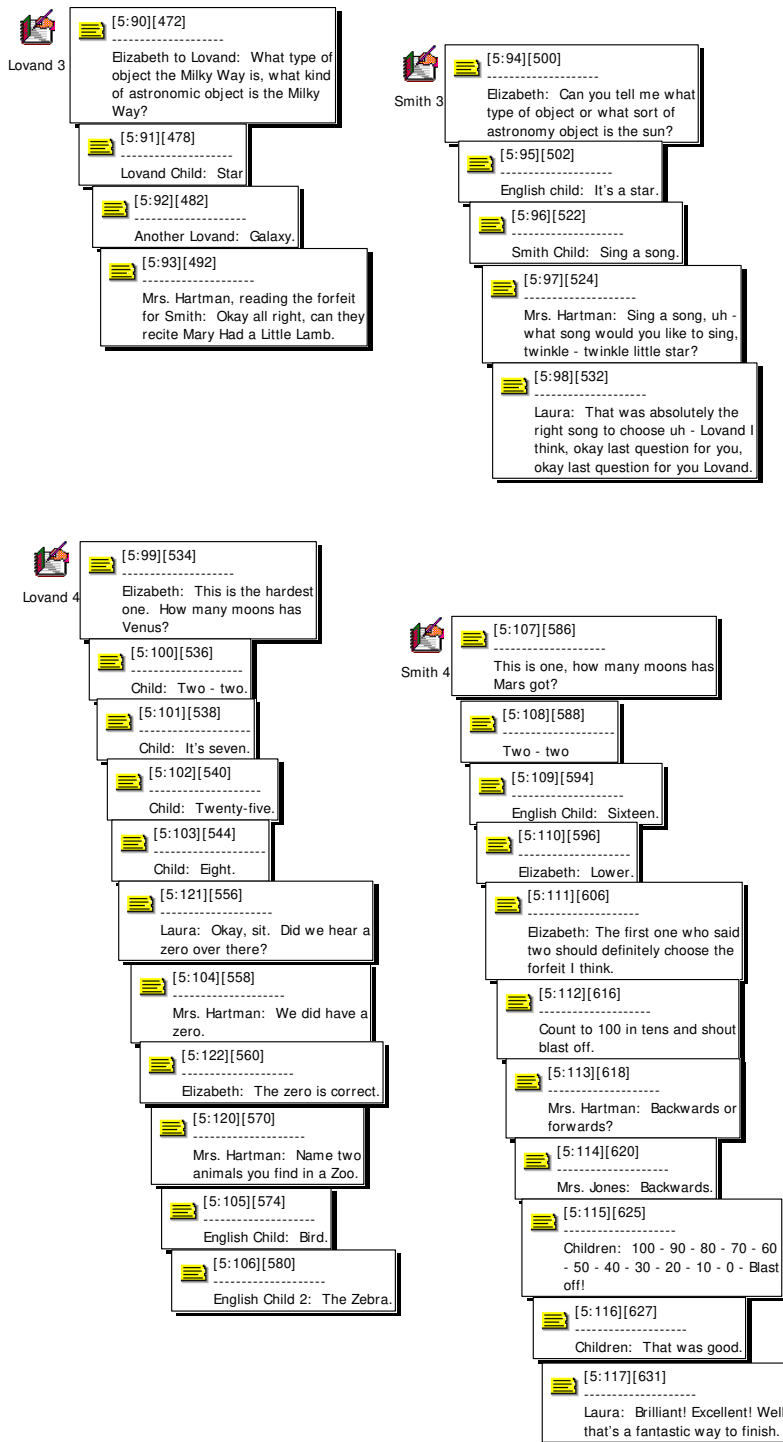 Lovand 3
[5:90][472]
--------------------
Elizabeth to Lovand: What type of
object the Milky Way is, what kind
of astronomic object is the Milky
Way?
[5:91][478]
--------------------
Lovand Child: Star
[5:92][482]
--------------------
Another Lovand: Galaxy.
[5:93][492]
--------------------
Mrs. Hartman, reading the forfeit
for Smith: Okay all right, can they
recite Mary Had a Little Lamb.
Smith 3
[5:94][500]
--------------------
Elizabeth: Can you tell me what
type of object or what sort of
astronomy object is the sun?
[5:95][502]
--------------------
English child: It's a star.
[5:96][522]
--------------------
Smith Child: Sing a song.
[5:97][524]
--------------------
Mrs. Hartman: Sing a song, uh -
what song would you like to sing,
twinkle - twinkle little star?
[5:98][532]
--------------------
Laura: That was absolutely the
right song to choose uh - Lovand I
think, okay last question for you,
okay last question for you Lovand.
Lovand 4
[5:99][534]
--------------------
Elizabeth: This is the hardest
one. How many moons has
Venus?
[5:100][536]
--------------------
Child: Two - two.
[5:101][538]
--------------------
Child: It's seven.
[5:102][540]
--------------------
Child: Twenty-five.
[5:103][544]
--------------------
Child: Eight.
[5:121][556]
--------------------
Laura: Okay, sit. Did we hear a
zero over there?
[5:104][558]
--------------------
Mrs. Hartman: We did have a
zero.
[5:122][560]
--------------------
Elizabeth: The zero is correct.
[5:120][570]
--------------------
Mrs. Hartman: Name two
animals you find in a Zoo.
[5:105][574]
--------------------
English Child: Bird.
[5:106][580]
--------------------
English Child 2: The Zebra.
Smith 4
[5:107][586]
--------------------
This is one, how many moons has
Mars got?
[5:108][588]
--------------------
Two - two
[5:109][594]
--------------------
English Child: Sixteen.
[5:110][596]
--------------------
Elizabeth: Lower.
[5:111][606]
--------------------
Elizabeth: The first one who said
two should definitely choose the
forfeit I think.
[5:112][616]
--------------------
Count to 100 in tens and shout
blast off.
[5:113][618]
--------------------
Mrs. Hartman: Backwards or
forwards?
[5:114][620]
--------------------
Mrs. Jones: Backwards.
[5:115][625]
--------------------
Children: 100 - 90 - 80 - 70 - 60
- 50 - 40 - 30 - 20 - 10 - 0 - Blast
off!
[5:116][627]
--------------------
Children: That was good.
[5:117][631]
--------------------
Laura: Brilliant! Excellent! Well
that's a fantastic way to finish.